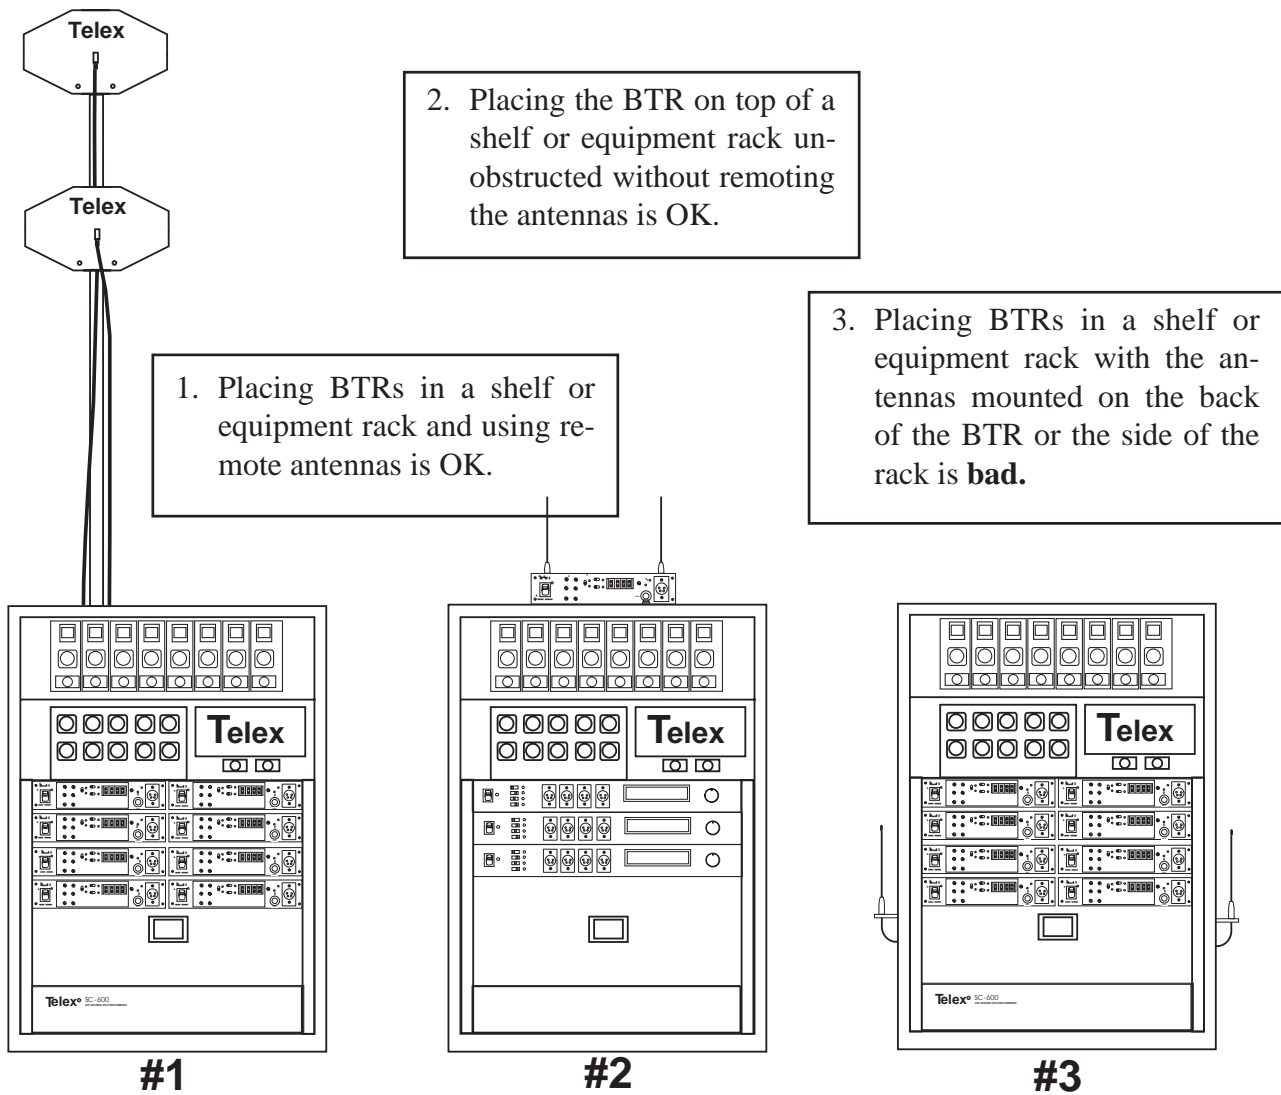 Telex
Telex
2. Placing the BTR on top of a
shelf or equipment rack un-
obstructed without remoting
the antennas is OK.
3. Placing BTRs in a shelf or
equipment rack with the an-
tennas mounted on the back
of the BTR or the side of the
rack is bad.
1. Placing BTRs in a shelf or
equipment rack and using re-
mote antennas is OK.
Telex
Telex
Telex
Telex SC-600
Telex SC-600
#1
#2
#3